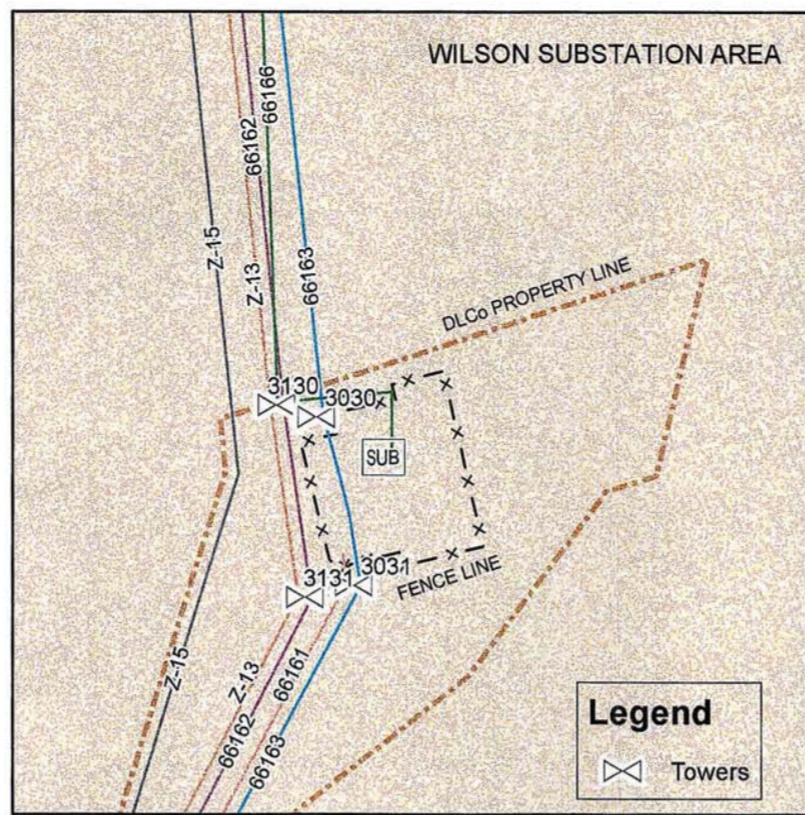 WILSON SUBSTATION AREA
66166
66162
Z-15
Z-13
66163
DLCo PROPERTY LINE
3130
3030
SUB
3131
3031
FENCE LINE
Z-15
Z-13
66161
66162
66163
Legend
Towers